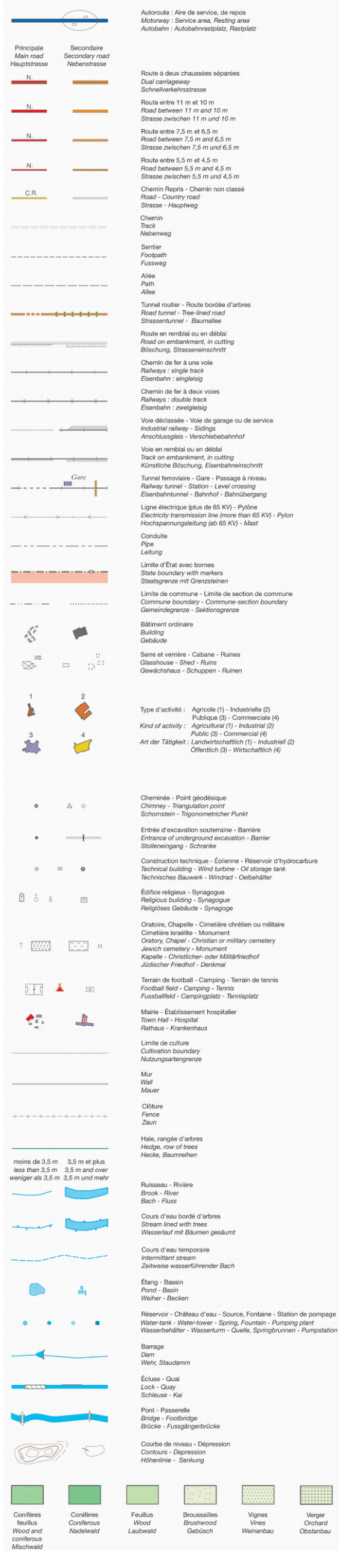 Autoroute : Aire de service, de repos
Motorway : Service area, Resting area
Autobahn : Autobahnrastplatz, Rastplatz
Principale
Main road
Hauptstrasse
Secondaire
Secondary road
Nebenstrasse
N.
Route à deux chaussées séparées
Dual carriageway
Schnellverkehrsstrasse
N.
Route entre 11 m et 10 m
Road between 11 m and 10 m
Strasse zwischen 11 m und 10 m
N.
Route entre 7,5 m et 6,5 m
Road between 7,5 m and 6,5 m
Strasse zwischen 7,5 m und 6,5 m
N.
Route entre 5,5 m et 4,5 m
Road between 5,5 m and 4,5 m
Strasse zwischen 5,5 m und 4,5 m
C.R.
Chemin Repris - Chemin non classé
Road - Country road
Strasse - Hauptweg
Chemin
Track
Nebenweg
Sentier
Footpath
Fussweg
Allée
Path
Allee
Tunnel routier - Route bordée d'arbres
Road tunnel - Tree-lined road
Strassentunnel - Baumallee
Route en remblai ou en déblai
Road on embankment, in cutting
Böschung, Strasseneinschnitt
Chemin de fer à une voie
Railways : single track
Eisenbahn : eingleisig
Chemin de fer à deux voies
Railways : double track
Eisenbahn : zweigleisig
Voie déclassée - Voie de garage ou de service
Industrial railway - Sidings
Anschlussgleis - Verschiebebahnhof
Voie en remblai ou en déblai
Track on embankment, in cutting
Künstliche Böschung, Eisenbahneinschnitt
Gare
Tunnel ferroviaire - Gare - Passage à niveau
Railway tunnel - Station - Level crossing
Eisenbahntunnel - Bahnhof - Bahnübergang
Ligne électrique (plus de 65 KV) - Pylône
Electricity transmission line (more than 65 KV) - Pylon
Hochspannungsleitung (ab 65 KV) - Mast
Conduite
Pipe
Leitung
Limite d'État avec bornes
State boundary with markers
Staatsgrenze mit Grenzsteinen
Limite de commune - Limite de section de commune
Commune boundary - Commune-section boundary
Gemeindegrenze - Sektionsgrenze
Bâtiment ordinaire
Building
Gebäude
Serre et verrière - Cabane - Ruines
Glasshouse - Shed - Ruins
Gewächshaus - Schuppen - Ruinen
1 2
3 4
Type d'activité : Agricole (1) - Industrielle (2)
Publique (3) - Commerciale (4)
Kind of activity : Agricultural (1) - Industrial (2)
Public (3) - Commercial (4)
Art der Tätigkeit : Landwirtschaftlich (1) - Industriell (2)
Öffentlich (3) - Wirtschaftlich (4)
Cheminée - Point géodésique
Chimney - Triangulation point
Schornstein - Trigonometricher Punkt
Entrée d'excavation souterraine - Barrière
Entrance of underground excavation - Barrier
Stolleneingang - Schranke
Construction technique - Éolienne - Réservoir d'hydrocarbure
Technical building - Wind turbine - Oil storage tank
Technisches Bauwerk - Windrad - Oelbehälter
Édifice religieux - Synagogue
Religious building - Synagogue
Religiöses Gebäude - Synagoge
Oratoire, Chapelle - Cimetière chrétien ou militaire
Cimetière israélite - Monument
Oratory, Chapel - Christian or military cemetery
Jewish cemetery - Monument
Kapelle - Christlicher- oder Militärfriedhof
Jüdischer Friedhof - Denkmal
Terrain de football - Camping - Terrain de tennis
Football field - Camping - Tennis
Fussballfeld - Campingplatz - Tennisplatz
Mairie - Établissement hospitalier
Town Hall - Hospital
Rathaus - Krankenhaus
Limite de culture
Cultivation boundary
Nutzungsartengrenze
Mur
Wall
Mauer
Clôture
Fence
Zaun
Haie, rangée d'arbres
Hedge, row of trees
Hecke, Baumreihen
moins de 3,5 m
less than 3,5 m
weniger als 3,5 m
3,5 m et plus
3,5 m and over
3,5 m und mehr
Ruisseau - Rivière
Brook - River
Bach - Fluss
Cours d'eau bordé d'arbres
Stream lined with trees
Wasserlauf mit Bäumen gesäumt
Cours d'eau temporaire
Intermittent stream
Zeitweise wasserführender Bach
Étang - Bassin
Pond - Basin
Weiher - Becken
Réservoir - Château d'eau - Source, Fontaine - Station de pompage
Water-tank - Water-tower - Spring, Fountain - Pumping plant
Wasserbehälter - Wasserturm - Quelle, Springbrunnen - Pumpstation
Barrage
Dam
Wehr, Staudamm
Écluse - Quai
Lock - Quay
Schleuse - Kai
Pont - Passerelle
Bridge - Footbridge
Brücke - Fussgängerbrücke
Courbe de niveau - Dépression
Contours - Depression
Höhenlinie - Senkung
Conifères
feuillus
Wood and
coniferous
Mischwald
Conifères
Coniferous
Nadelwald
Feuillus
Wood
Laubwald
Broussailles
Brushwood
Gebüsch
Vignes
Vines
Weinanbau
Verger
Orchard
Obstanbau